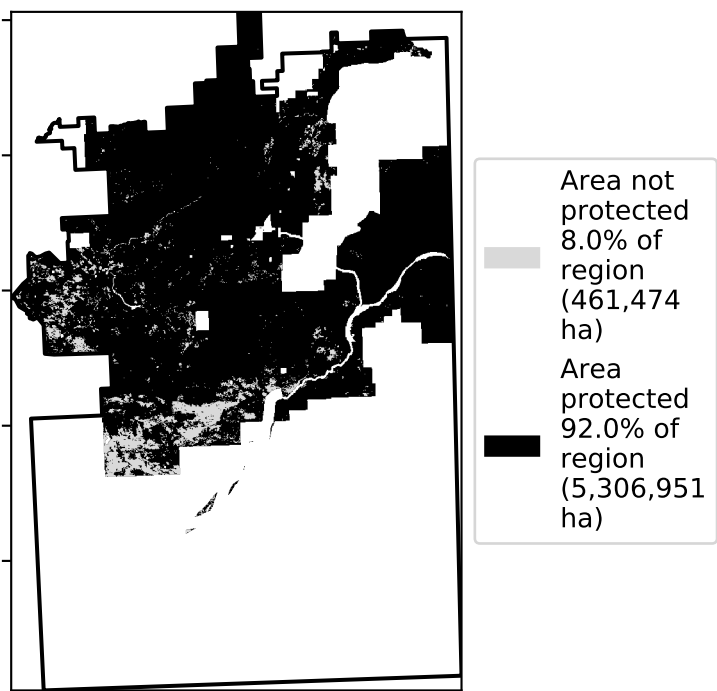 Area not
protected
8.0% of
region
(461,474
ha)
Area
protected
92.0% of
region
(5,306,951
ha)